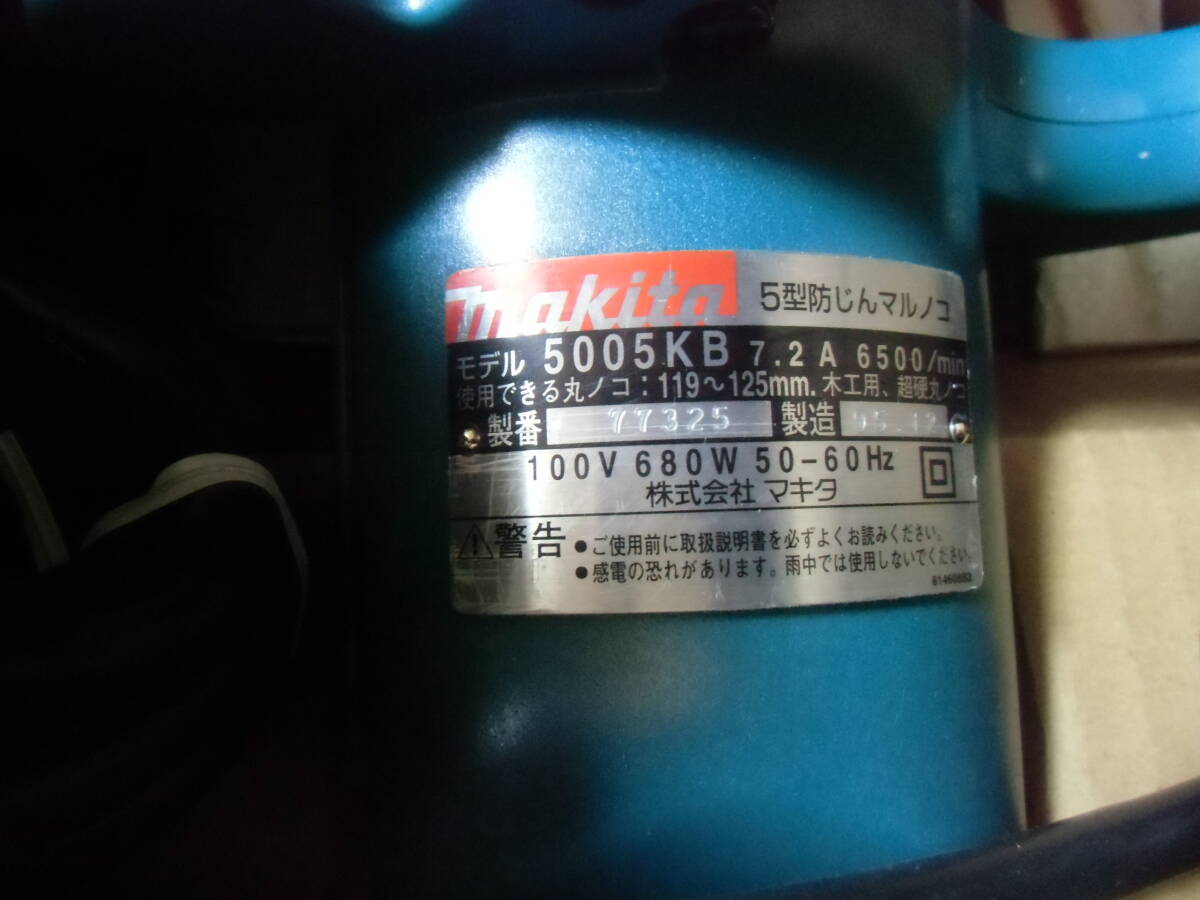 makita 5型防じんマルノコ
モデル 5005KB 7.2A 6500/min
使用できる丸ノコ：119～125mm. 木工用、超硬丸ノコ
製番 77325 製造 95.12
100V 680W 50-60Hz
株式会社 マキタ
警告 ●ご使用前に取扱説明書を必ずよくお読みください。
●感電の恐れがあります。雨中では使用しないでください。